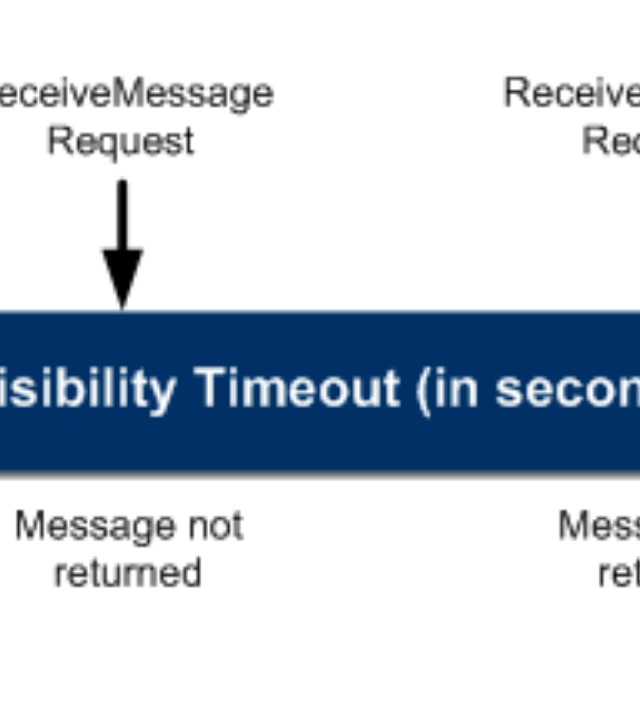 eceiveMessage
Request
Receive
Rec
isibility Timeout (in secon
Message not
returned
Mess
ret